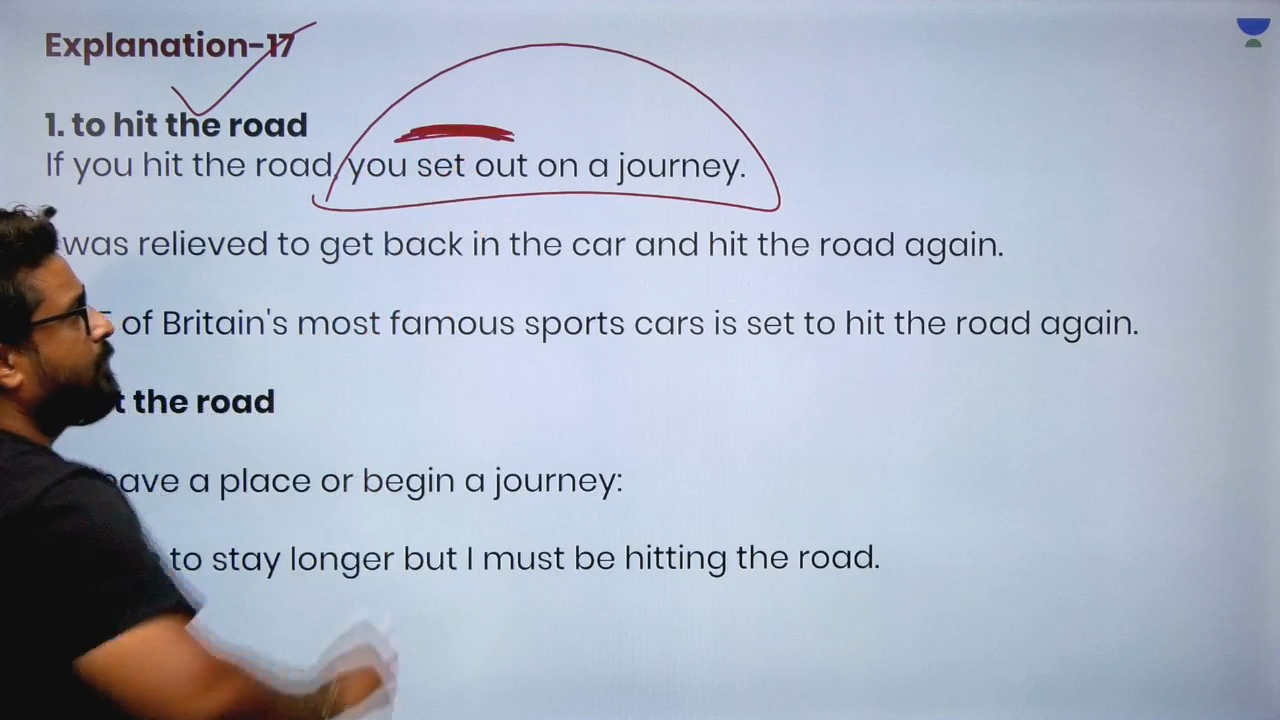 Explanation-17
1. to hit the road
If you hit the road, you set out on a journey.
was relieved to get back in the car and hit the road again.
of Britain's most famous sports cars is set to hit the road again.
the road
a place or begin a journey:
to stay longer but I must be hitting the road.